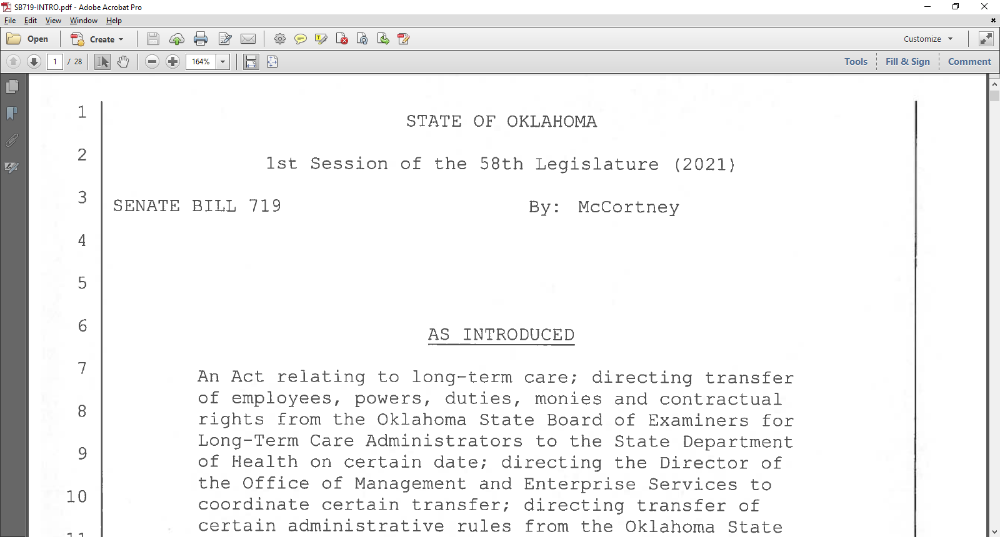 SB719-INTRO.pdf - Adobe Acrobat Pro
File Edit View Window Help
Open Create Customize
1 / 28 164% Tools Fill & Sign Comment
1
STATE OF OKLAHOMA
2
1st Session of the 58th Legislature (2021)
3
SENATE BILL 719 By: McCortney
4
5
6
AS INTRODUCED
7
An Act relating to long-term care; directing transfer
of employees, powers, duties, monies and contractual
8
rights from the Oklahoma State Board of Examiners for
Long-Term Care Administrators to the State Department
9
of Health on certain date; directing the Director of
the Office of Management and Enterprise Services to
10
coordinate certain transfer; directing transfer of
certain administrative rules from the Oklahoma State
11